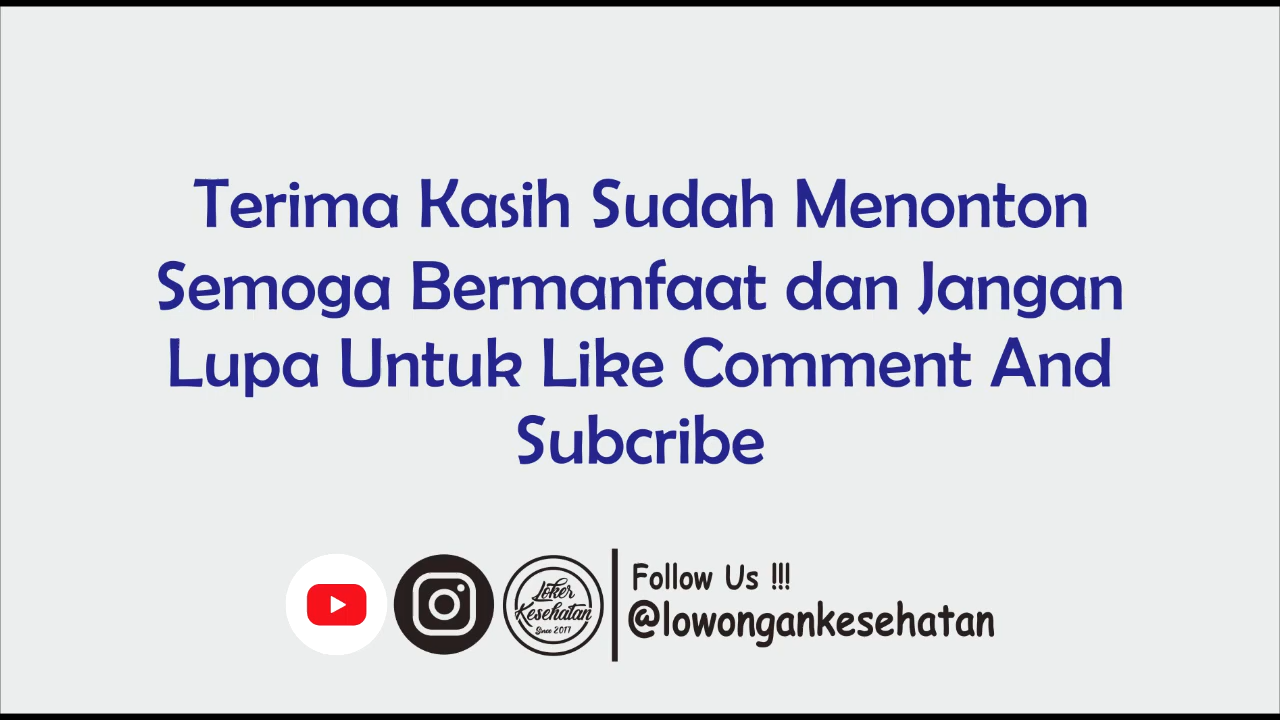 Terima Kasih Sudah Menonton
Semoga Bermanfaat dan Jangan
Lupa Untuk Like Comment And
Subcribe
Loker
Kesehatan
Since 2017
Follow Us !!!
@lowongankesehatan